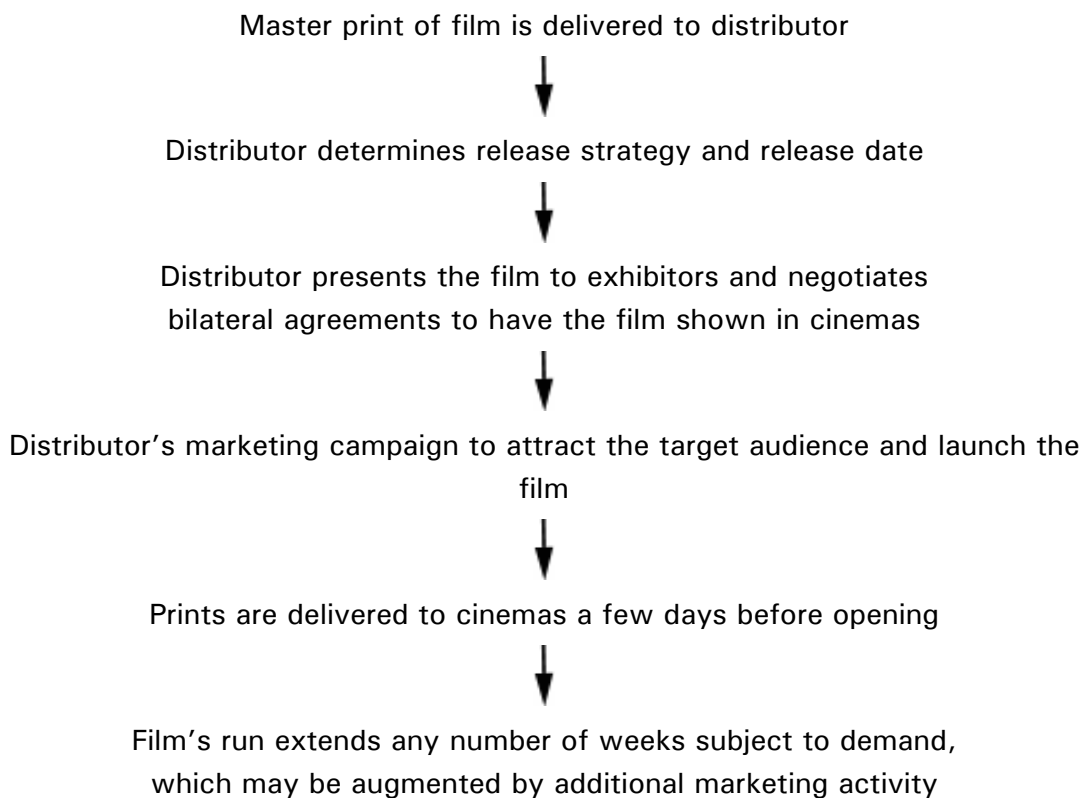 Master print of film is delivered to distributor
Distributor determines release strategy and release date
Distributor presents the film to exhibitors and negotiates
bilateral agreements to have the film shown in cinemas
Distributor’s marketing campaign to attract the target audience and launch the
film
Prints are delivered to cinemas a few days before opening
Film’s run extends any number of weeks subject to demand,
which may be augmented by additional marketing activity